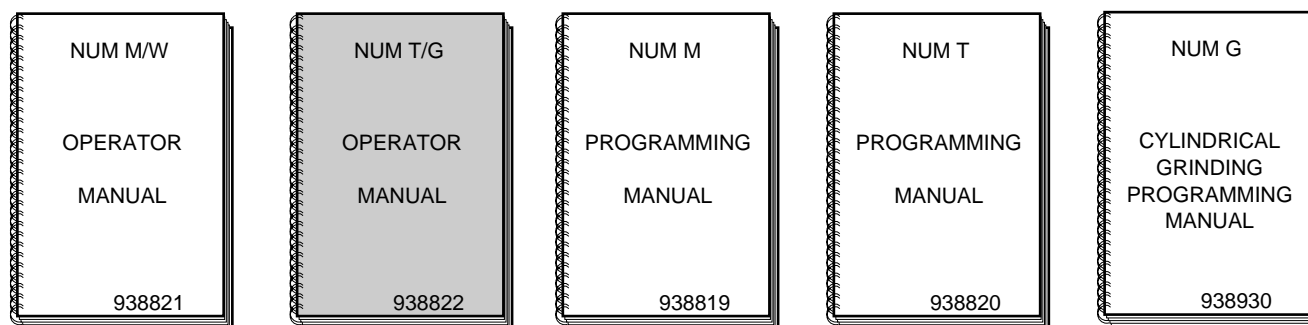 NUM M/W
OPERATOR
MANUAL
938821
NUM T/G
OPERATOR
MANUAL
938822
NUM M
PROGRAMMING
MANUAL
938819
NUM T
PROGRAMMING
MANUAL
938820
NUM G
CYLINDRICAL
GRINDING
PROGRAMMING
MANUAL
938930